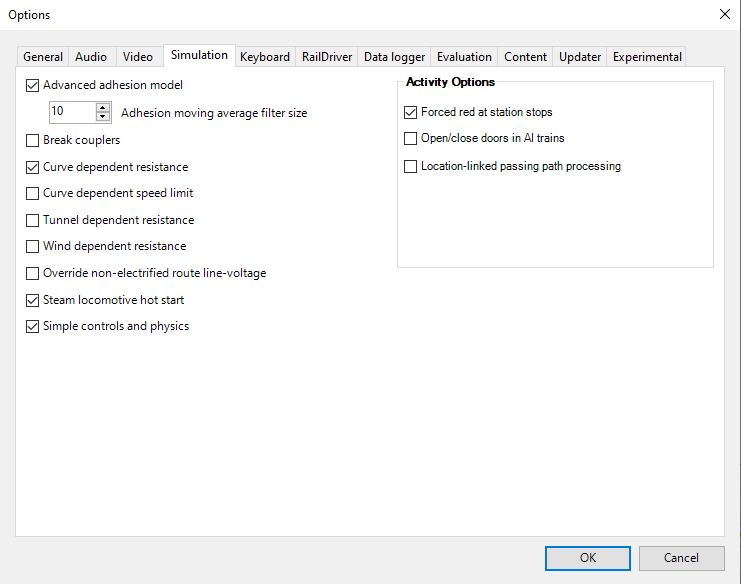 Options
General Audio Video Simulation Keyboard RailDriver Data logger Evaluation Content Updater Experimental
Advanced adhesion model
10 Adhesion moving average filter size
Break couplers
Curve dependent resistance
Curve dependent speed limit
Tunnel dependent resistance
Wind dependent resistance
Override non-electrified route line-voltage
Steam locomotive hot start
Simple controls and physics
Activity Options
Forced red at station stops
Open/close doors in AI trains
Location-linked passing path processing
OK Cancel